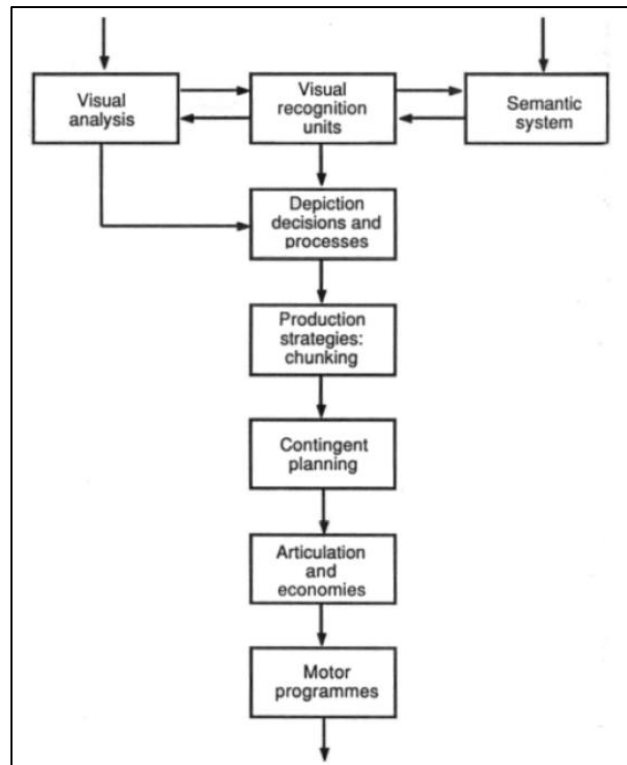 Visual
analysis
Visual
recognition
units
Semantic
system
Depiction
decisions and
processes
Production
strategies:
chunking
Contingent
planning
Articulation
and
economies
Motor
programmes